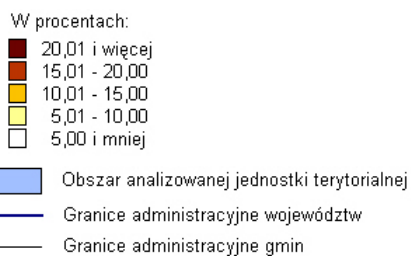 W procentach:
20,01 i więcej
15,01 - 20,00
10,01 - 15,00
5,01 - 10,00
5,00 i mniej
Obszar analizowanej jednostki terytorialnej
Granice administracyjne województw
Granice administracyjne gmin